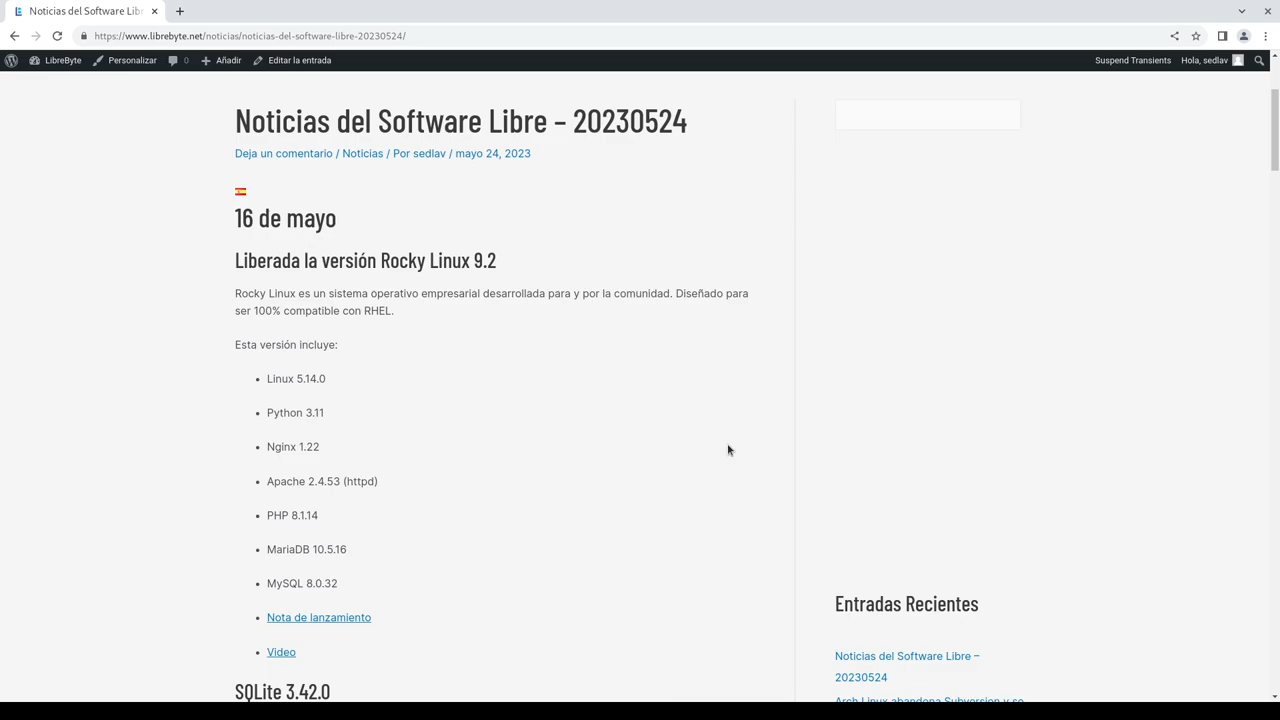 Noticias del Software Libr
https://www.librebyte.net/noticias/noticias-del-software-libre-20230524/
LibreByte Personalizar 0 Añadir Editar la entrada Suspend Transients Hola, sedlav
Noticias del Software Libre – 20230524
Deja un comentario / Noticias / Por sedlav / mayo 24, 2023
16 de mayo
Liberada la versión Rocky Linux 9.2
Rocky Linux es un sistema operativo empresarial desarrollada para y por la comunidad. Diseñado para
ser 100% compatible con RHEL.
Esta versión incluye:
• Linux 5.14.0
• Python 3.11
• Nginx 1.22
• Apache 2.4.53 (httpd)
• PHP 8.1.14
• MariaDB 10.5.16
• MySQL 8.0.32
• Nota de lanzamiento
• Video
SQLite 3.42.0
Entradas Recientes
Noticias del Software Libre –
20230524
Arch Linux abandona Subversion y se